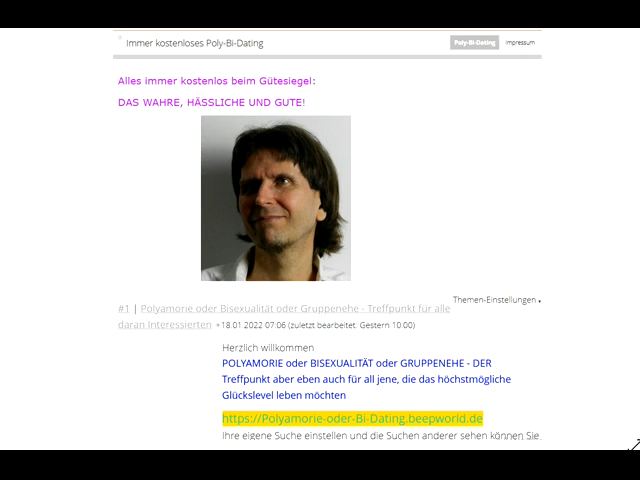 Immer kostenloses Poly-Bi-Dating
Poly-Bi-Dating
Impressum
Alles immer kostenlos beim Gütesiegel:
DAS WAHRE, HÄSSLICHE UND GUTE!
Themen-Einstellungen
#1 | Polyamorie oder Bisexualität oder Gruppenehe - Treffpunkt für alle
daran Interessierten 18.01.2022 07:06 (zuletzt bearbeitet: Gestern 10:00)
Herzlich willkommen
POLYAMORIE oder BISEXUALITÄT oder GRUPPENEHE - DER
Treffpunkt aber eben auch für all jene, die das höchstmögliche
Glückslevel leben möchten
https://Polyamorie-oder-Bi-Dating.beepworld.de
Ihre eigene Suche einstellen und die Suchen anderer sehen können Sie